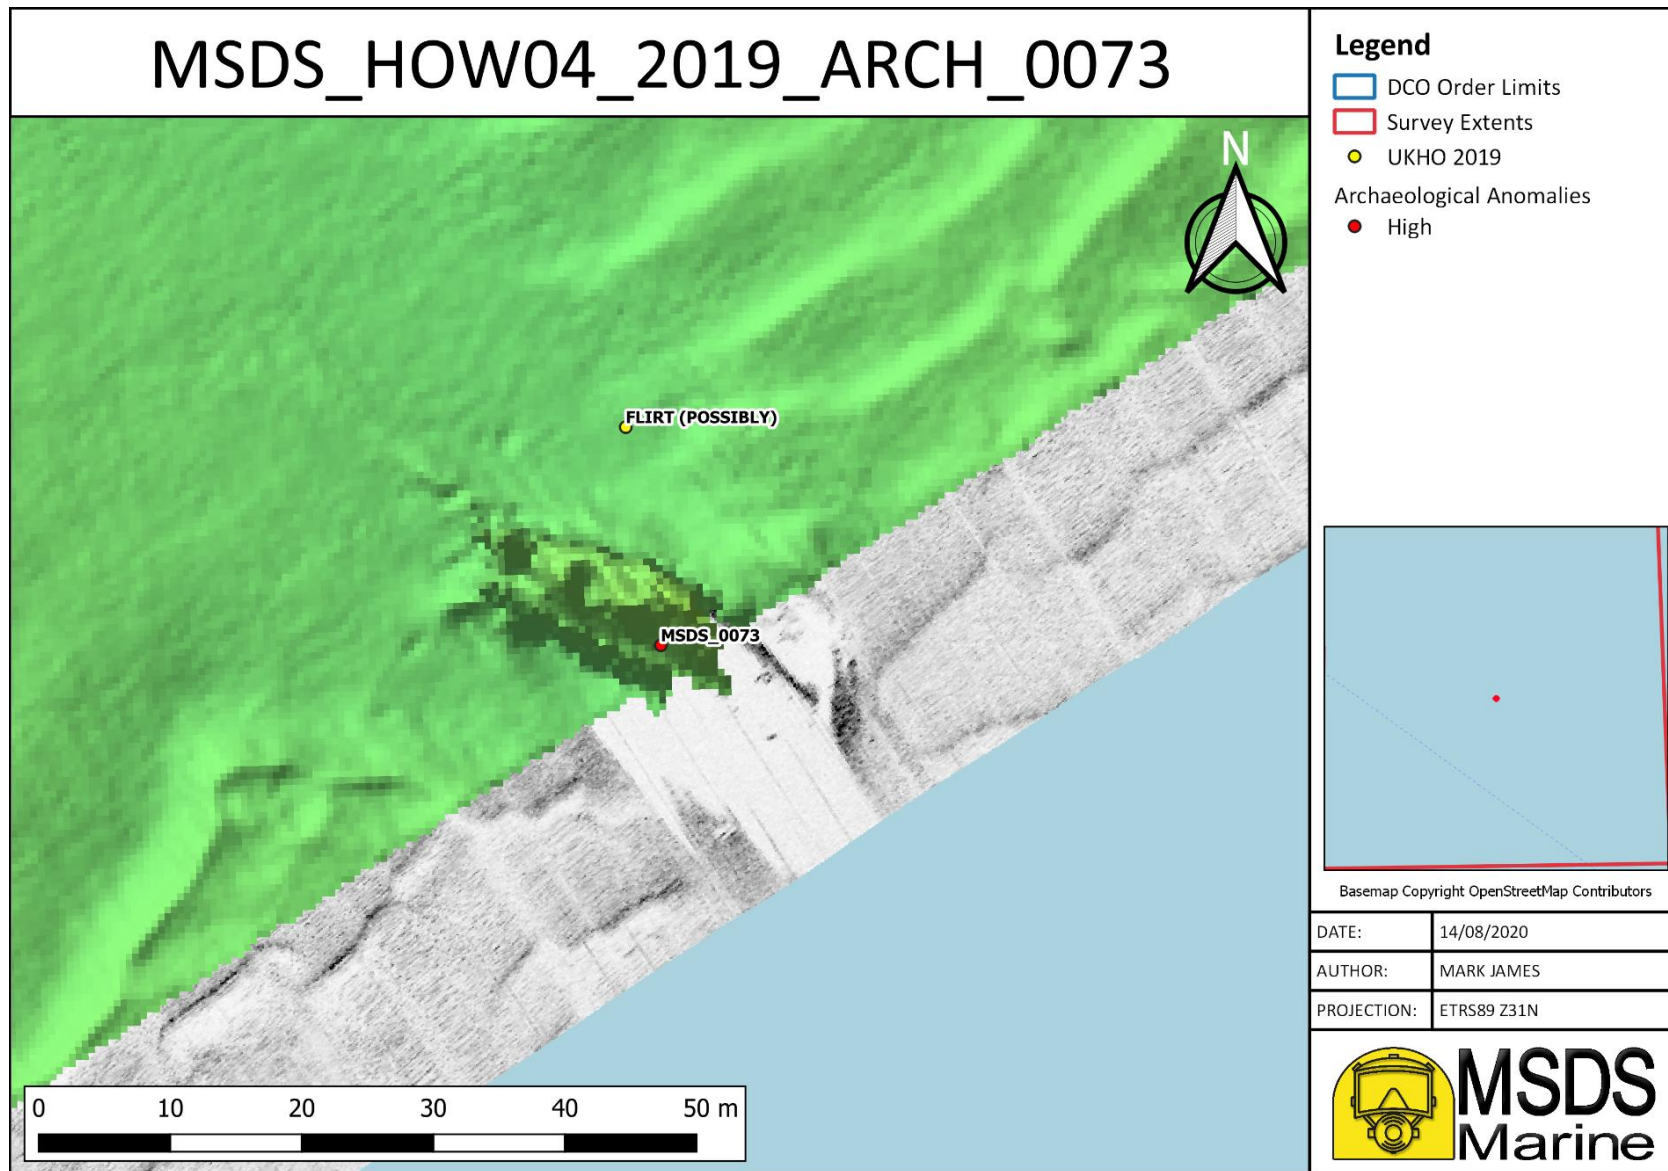 MSDS_HOW04_2019_ARCH_0073
N
FLIRT (POSSIBLY)
MSDS_0073
0 10 20 30 40 50 m
Legend
DCO Order Limits
Survey Extents
UKHO 2019
Archaeological Anomalies
High
Basemap Copyright OpenStreetMap Contributors
DATE: 14/08/2020
AUTHOR: MARK JAMES
PROJECTION: ETRS89 Z31N
MSDS
Marine